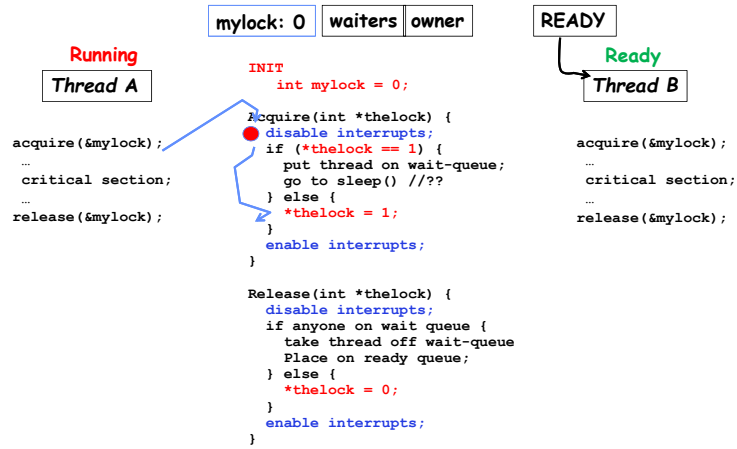 mylock: 0 waiters owner READY
Running
Ready
Thread A
Thread B
INIT
int mylock = 0;
Acquire(int *thelock) {
disable interrupts;
if (*thelock == 1) {
put thread on wait-queue;
go to sleep() //??
} else {
*thelock = 1;
}
enable interrupts;
}
Release(int *thelock) {
disable interrupts;
if anyone on wait queue {
take thread off wait-queue
Place on ready queue;
} else {
*thelock = 0;
}
enable interrupts;
}
acquire(&mylock);
…
critical section;
…
release(&mylock);
acquire(&mylock);
…
critical section;
…
release(&mylock);